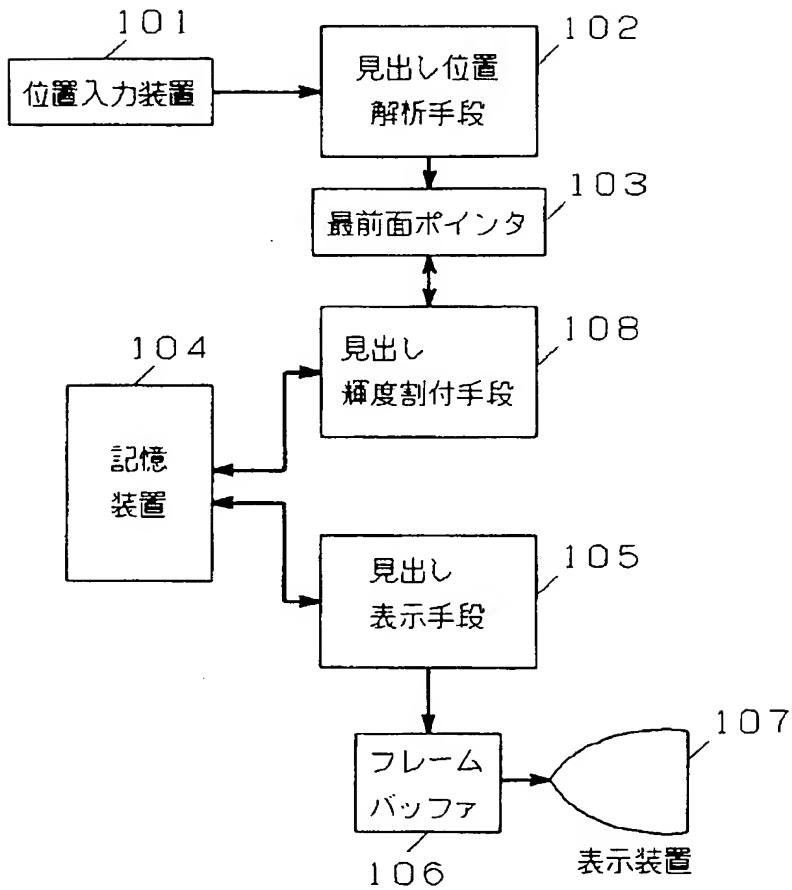 101
位置入力装置
102
見出し位置
解析手段
103
最前面ポインタ
108
見出し
輝度割付手段
104
記憶
装置
105
見出し
表示手段
106
フレーム
バッファ
107
表示装置